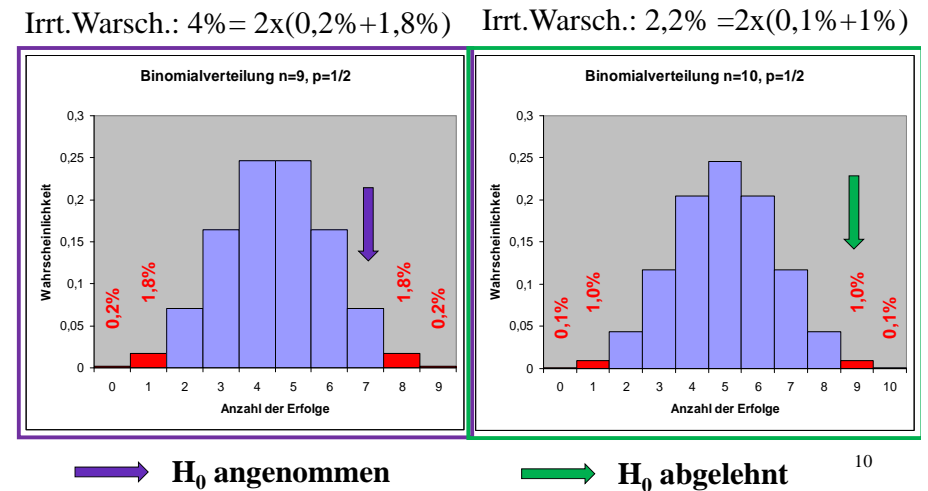 Irrt.Warsch.: 4%= 2x(0,2%+1,8%)
Irrt.Warsch.: 2,2% =2x(0,1%+1%)
Binomialverteilung n=9, p=1/2
0,3
0,25
0,2
0,15
0,1
0,05
0
Wahrscheinlichkeit
0,2%
1,8%
1,8%
0,2%
0 1 2 3 4 5 6 7 8 9
Anzahl der Erfolge
Binomialverteilung n=10, p=1/2
0,3
0,25
0,2
0,15
0,1
0,05
0
Wahrscheinlichkeit
0,1%
1,0%
1,0%
0,1%
0 1 2 3 4 5 6 7 8 9 10
Anzahl der Erfolge
H₀ angenommen
H₀ abgelehnt
10